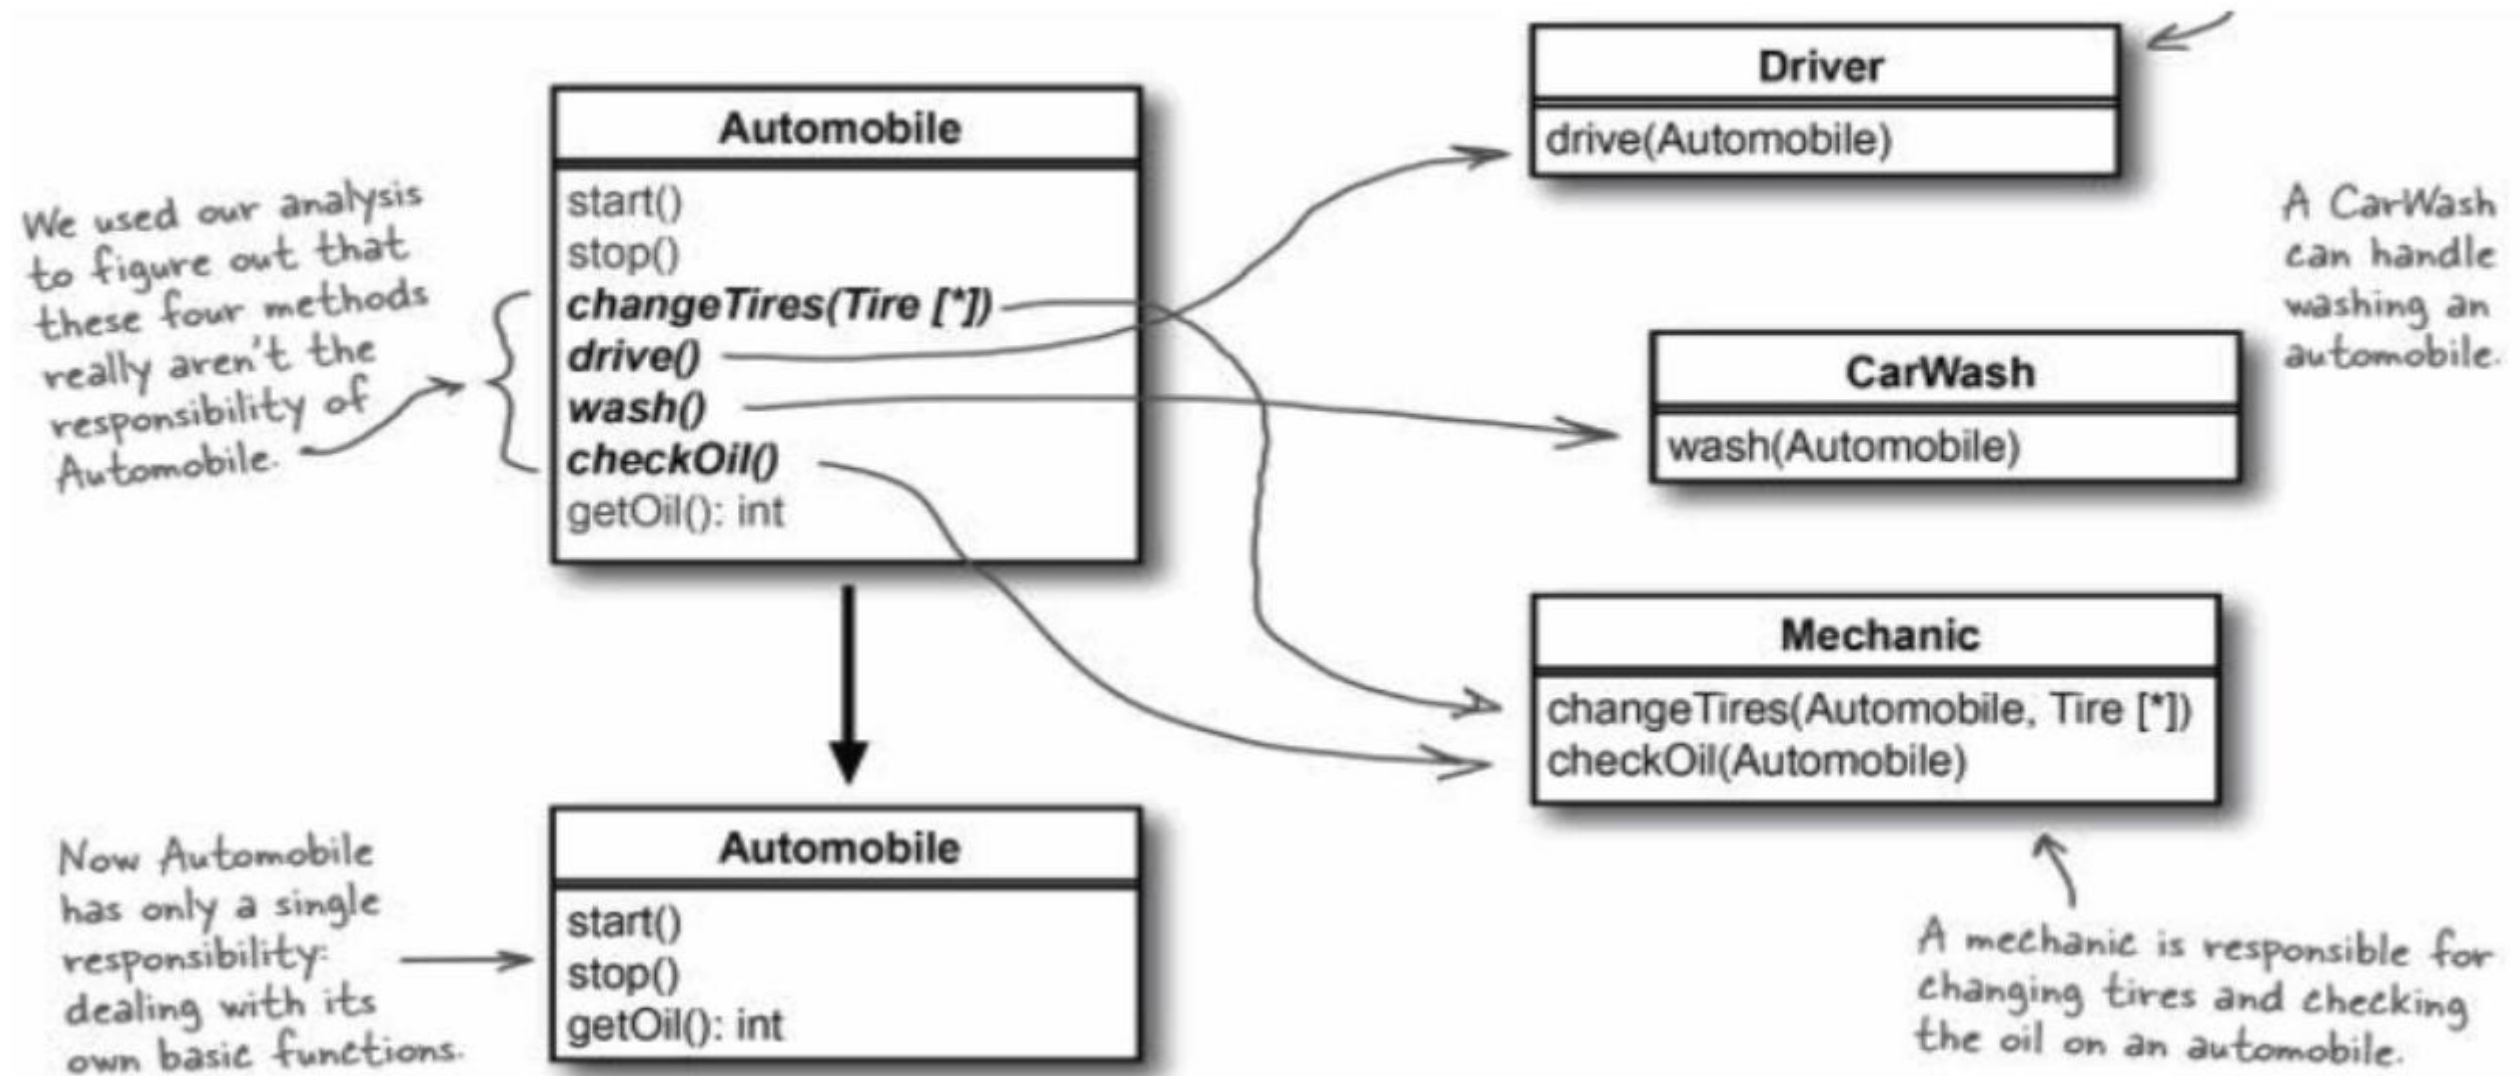 We used our analysis
to figure out that
these four methods
really aren't the
responsibility of
Automobile.
Automobile
start()
stop()
changeTires(Tire [*])
drive()
wash()
checkOil()
getOil(): int
Driver
drive(Automobile)
A CarWash
can handle
washing an
automobile.
CarWash
wash(Automobile)
Mechanic
changeTires(Automobile, Tire [*])
checkOil(Automobile)
A mechanic is responsible for
changing tires and checking
the oil on an automobile.
Now Automobile
has only a single
responsibility:
dealing with its
own basic functions.
Automobile
start()
stop()
getOil(): int